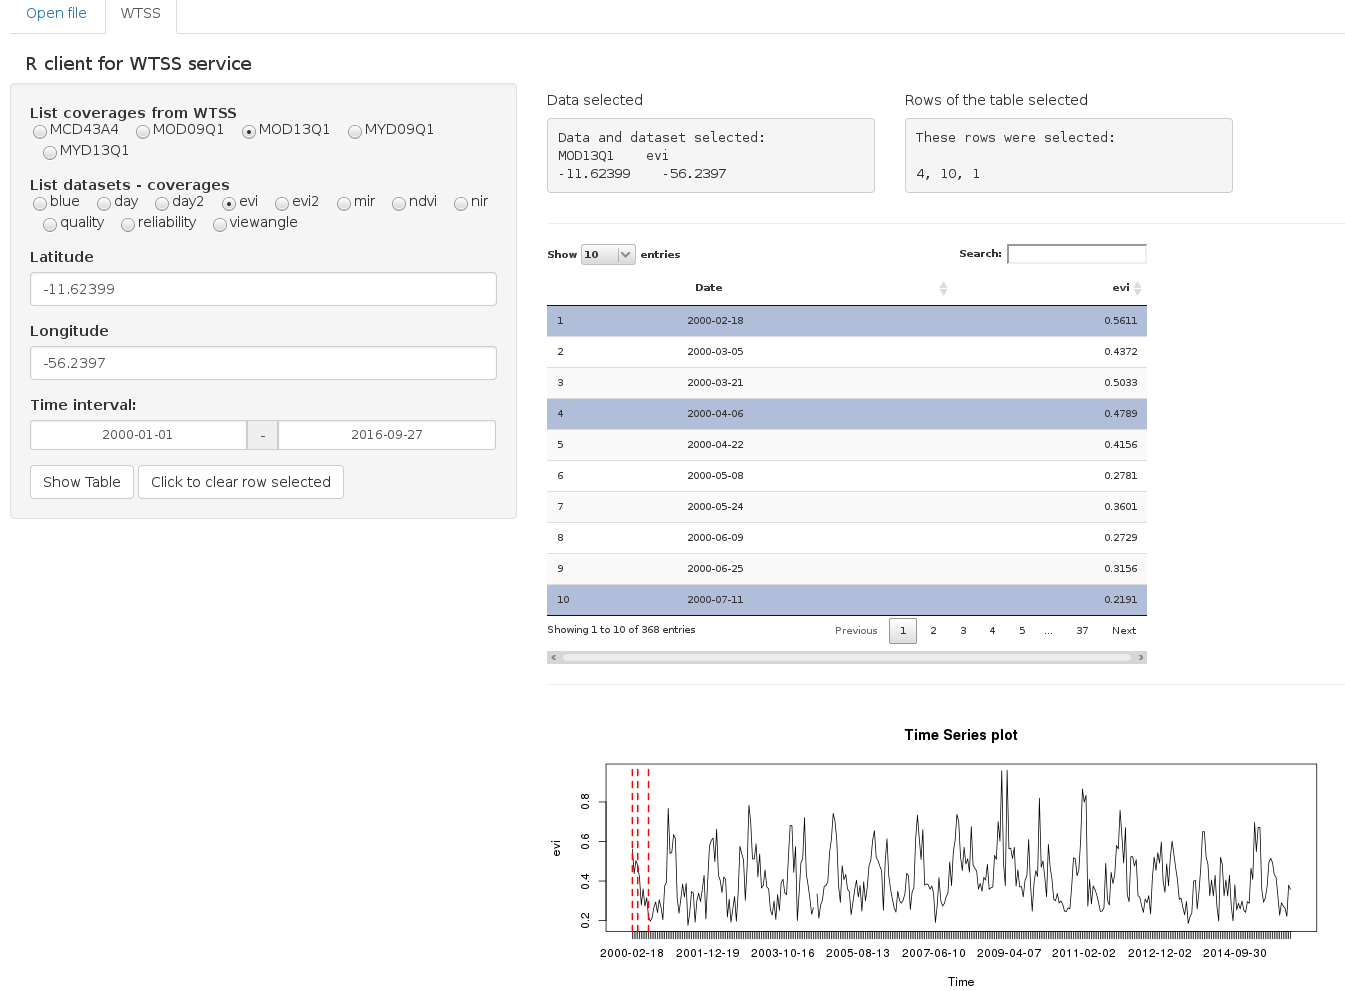 Open file WTSS
R client for WTSS service
List coverages from WTSS
MCD43A4 MOD09Q1 MOD13Q1 MYD09Q1
MYD13Q1
List datasets - coverages
blue day day2 evi evi2 mir ndvi nir
quality reliability viewangle
Latitude
-11.62399
Longitude
-56.2397
Time interval:
2000-01-01 - 2016-09-27
Show Table Click to clear row selected
Data selected
Data and dataset selected:
MOD13Q1 evi
-11.62399 -56.2397
Rows of the table selected
These rows were selected:
4, 10, 1
Show 10 entries Search:
Date evi
1 2000-02-18 0.5611
2 2000-03-05 0.4372
3 2000-03-21 0.5033
4 2000-04-06 0.4789
5 2000-04-22 0.4156
6 2000-05-08 0.2781
7 2000-05-24 0.3601
8 2000-06-09 0.2729
9 2000-06-25 0.3156
10 2000-07-11 0.2191
Showing 1 to 10 of 368 entries Previous 1 2 3 4 5 ... 37 Next
Time Series plot
evi
0.8
0.6
0.4
0.2
2000-02-18 2001-12-19 2003-10-16 2005-08-13 2007-06-10 2009-04-07 2011-02-02 2012-12-02 2014-09-30
Time